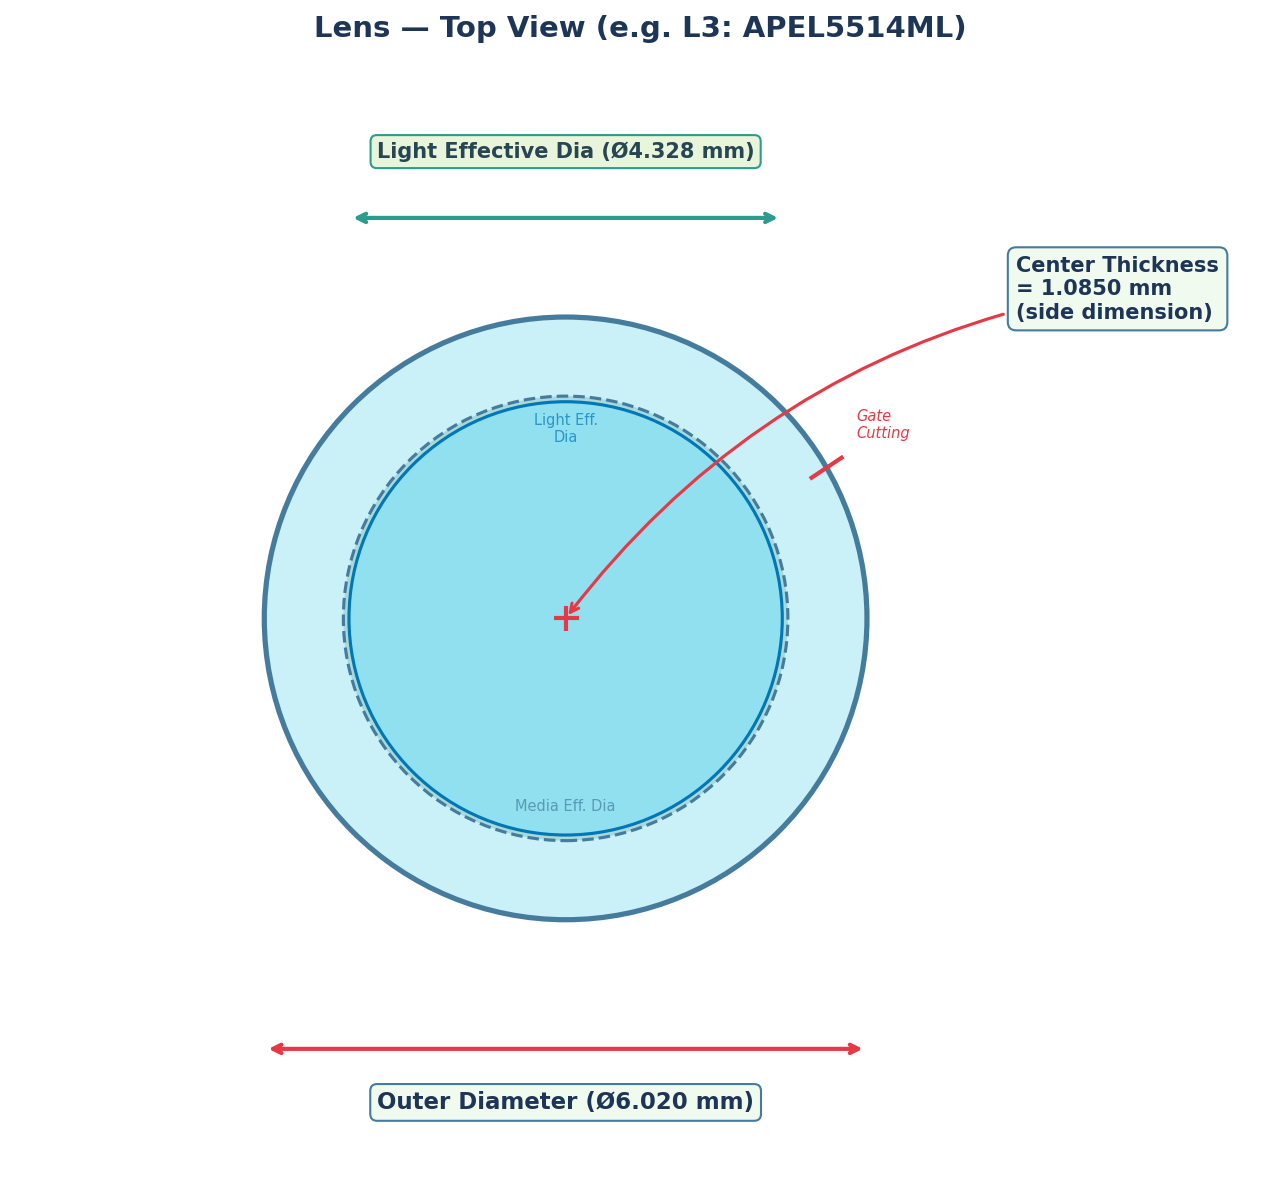 Lens — Top View (e.g. L3: APEL5514ML)
Light Effective Dia (Ø4.328 mm)
Center Thickness
= 1.0850 mm
(side dimension)
Gate
Cutting
Light Eff.
Dia
Media Eff. Dia
Outer Diameter (Ø6.020 mm)